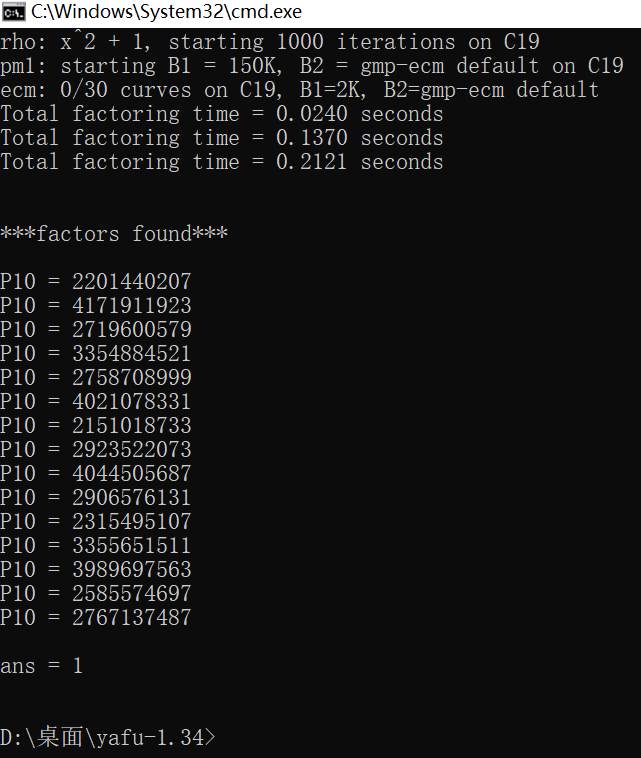 C:\Windows\System32\cmd.exe
rho: x^2 + 1, starting 1000 iterations on C19
pm1: starting B1 = 150K, B2 = gmp-ecm default on C19
ecm: 0/30 curves on C19, B1=2K, B2=gmp-ecm default
Total factoring time = 0.0240 seconds
Total factoring time = 0.1370 seconds
Total factoring time = 0.2121 seconds
***factors found***
P10 = 2201440207
P10 = 4171911923
P10 = 2719600579
P10 = 3354884521
P10 = 2758708999
P10 = 4021078331
P10 = 2151018733
P10 = 2923522073
P10 = 4044505687
P10 = 2906576131
P10 = 2315495107
P10 = 3355651511
P10 = 3989697563
P10 = 2585574697
P10 = 2767137487
ans = 1
D:\桌面\yafu-1.34>